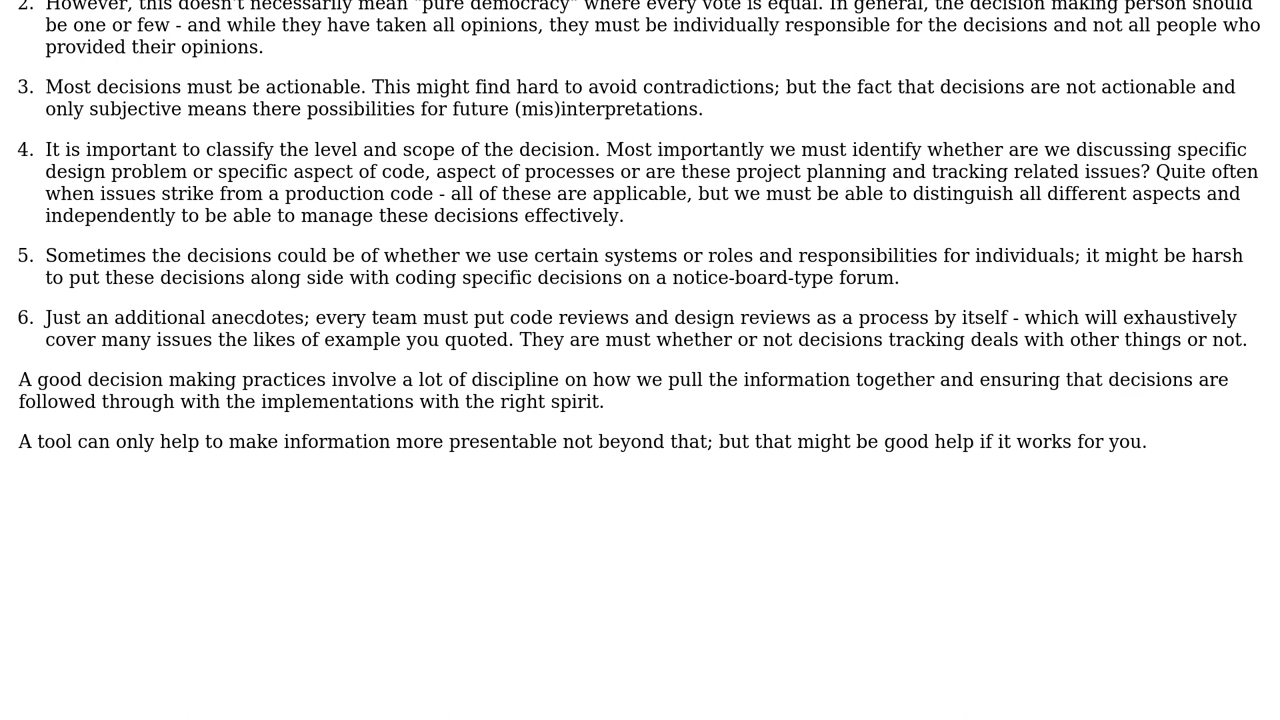 2. However, this doesn't necessarily mean "pure democracy" where every vote is equal. In general, the decision making person should
be one or few - and while they have taken all opinions, they must be individually responsible for the decisions and not all people who
provided their opinions.
3. Most decisions must be actionable. This might find hard to avoid contradictions; but the fact that decisions are not actionable and
only subjective means there possibilities for future (mis)interpretations.
4. It is important to classify the level and scope of the decision. Most importantly we must identify whether are we discussing specific
design problem or specific aspect of code, aspect of processes or are these project planning and tracking related issues? Quite often
when issues strike from a production code - all of these are applicable, but we must be able to distinguish all different aspects and
independently to be able to manage these decisions effectively.
5. Sometimes the decisions could be of whether we use certain systems or roles and responsibilities for individuals; it might be harsh
to put these decisions along side with coding specific decisions on a notice-board-type forum.
6. Just an additional anecdotes; every team must put code reviews and design reviews as a process by itself - which will exhaustively
cover many issues the likes of example you quoted. They are must whether or not decisions tracking deals with other things or not.
A good decision making practices involve a lot of discipline on how we pull the information together and ensuring that decisions are
followed through with the implementations with the right spirit.
A tool can only help to make information more presentable not beyond that; but that might be good help if it works for you.